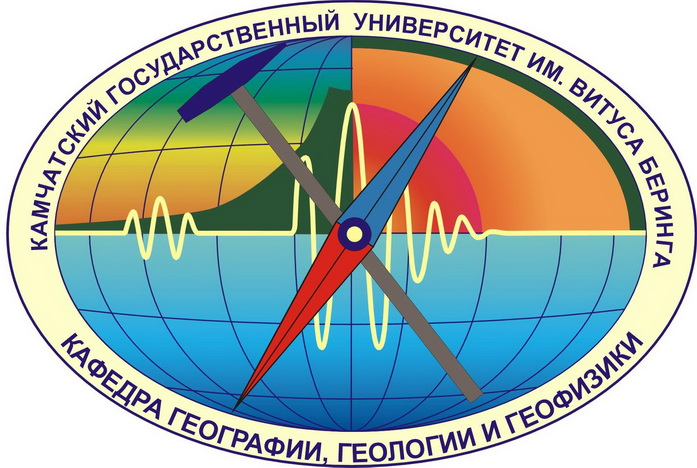 КАМЧАТСКИЙ ГОСУДАРСТВЕННЫЙ УНИВЕРСИТЕТ ИМ. ВИТУСА БЕРИНГА
КАФЕДРА ГЕОГРАФИИ, ГЕОЛОГИИ И ГЕОФИЗИКИ